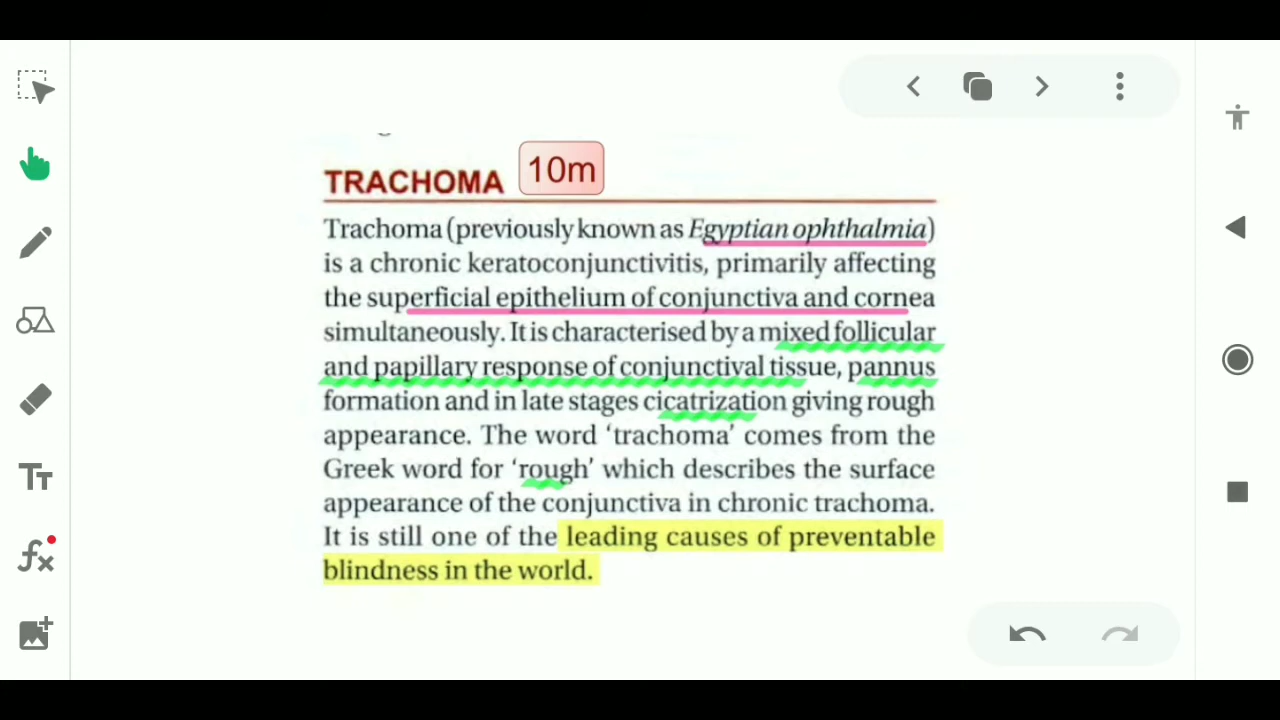 TRACHOMA 10m
Trachoma (previously known as Egyptian ophthalmia)
is a chronic keratoconjunctivitis, primarily affecting
the superficial epithelium of conjunctiva and cornea
simultaneously. It is characterised by a mixed follicular
and papillary response of conjunctival tissue, pannus
formation and in late stages cicatrization giving rough
appearance. The word ‘trachoma’ comes from the
Greek word for ‘rough’ which describes the surface
appearance of the conjunctiva in chronic trachoma.
It is still one of the leading causes of preventable
blindness in the world.